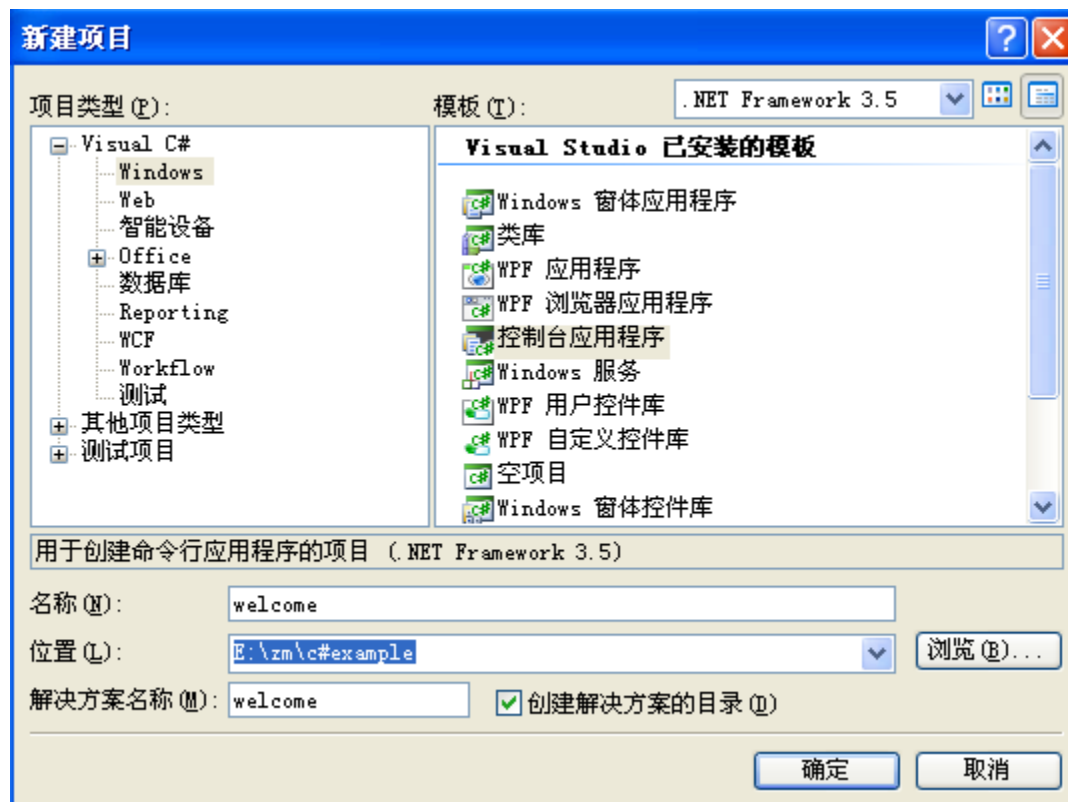 新建项目
项目类型(P):
模板(T):
.NET Framework 3.5
Visual C#
Windows
Web
智能设备
Office
数据库
Reporting
WCF
Workflow
测试
其他项目类型
测试项目
Visual Studio 已安装的模板
Windows 窗体应用程序
类库
WPF 应用程序
WPF 浏览器应用程序
控制台应用程序
Windows 服务
WPF 用户控件库
WPF 自定义控件库
空项目
Windows 窗体控件库
用于创建命令行应用程序的项目 (.NET Framework 3.5)
名称(N):
welcome
位置(L):
E:\zm\c#example
浏览(B)...
解决方案名称(M):
welcome
创建解决方案的目录(D)
确定
取消